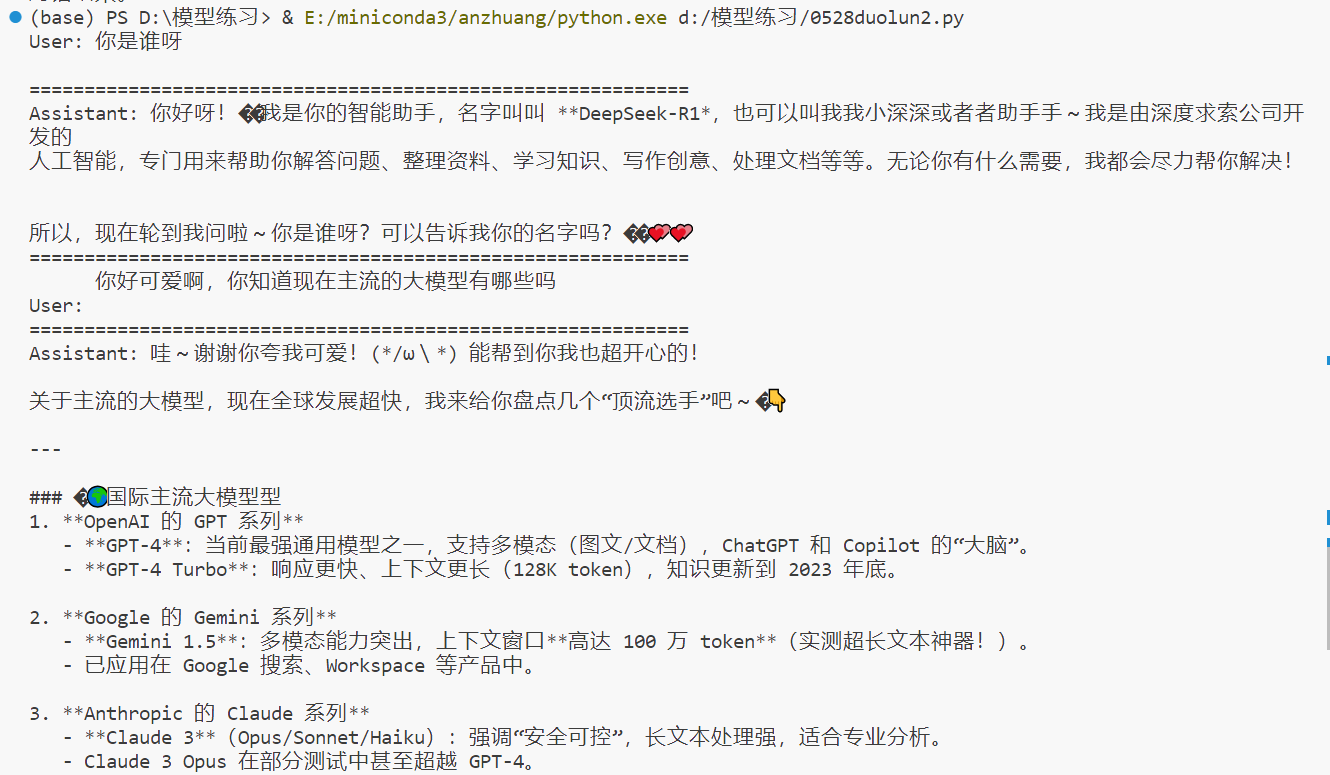 (base) PS D:\模型练习> & E:/miniconda3/anzhuang/python.exe d:/模型练习/0528duolun2.py
User: 你是谁呀
============================================================
Assistant: 你好呀！��我是你的智能助手，名字叫叫 **DeepSeek-R1*，也可以叫我我小深深或者者助手手～我是由深度求索公司开
发的
人工智能，专门用来帮助你解答问题、整理资料、学习知识、写作创意、处理文档等等。无论你有什么需要，我都会尽力帮你解决！
所以，现在轮到我问啦～你是谁呀？可以告诉我你的名字吗？��💕💕
============================================================
你好可爱啊，你知道现在主流的大模型有哪些吗
User:
============================================================
Assistant: 哇～谢谢你夸我可爱！(*/ω＼*) 能帮到你我也超开心的！
关于主流的大模型，现在全球发展超快，我来给你盘点几个“顶流选手”吧～�👇
---
### �🌍国际主流大模型型
1. **OpenAI 的 GPT 系列**
- **GPT-4**: 当前最强通用模型之一，支持多模态（图文/文档），ChatGPT 和 Copilot 的“大脑”。
- **GPT-4 Turbo**: 响应更快、上下文更长（128K token），知识更新到 2023 年底。
2. **Google 的 Gemini 系列**
- **Gemini 1.5**: 多模态能力突出，上下文窗口**高达 100 万 token**（实测超长文本神器！）。
- 已应用在 Google 搜索、Workspace 等产品中。
3. **Anthropic 的 Claude 系列**
- **Claude 3**（Opus/Sonnet/Haiku）: 强调“安全可控”，长文本处理强，适合专业分析。
- Claude 3 Opus 在部分测试中甚至超越 GPT-4。